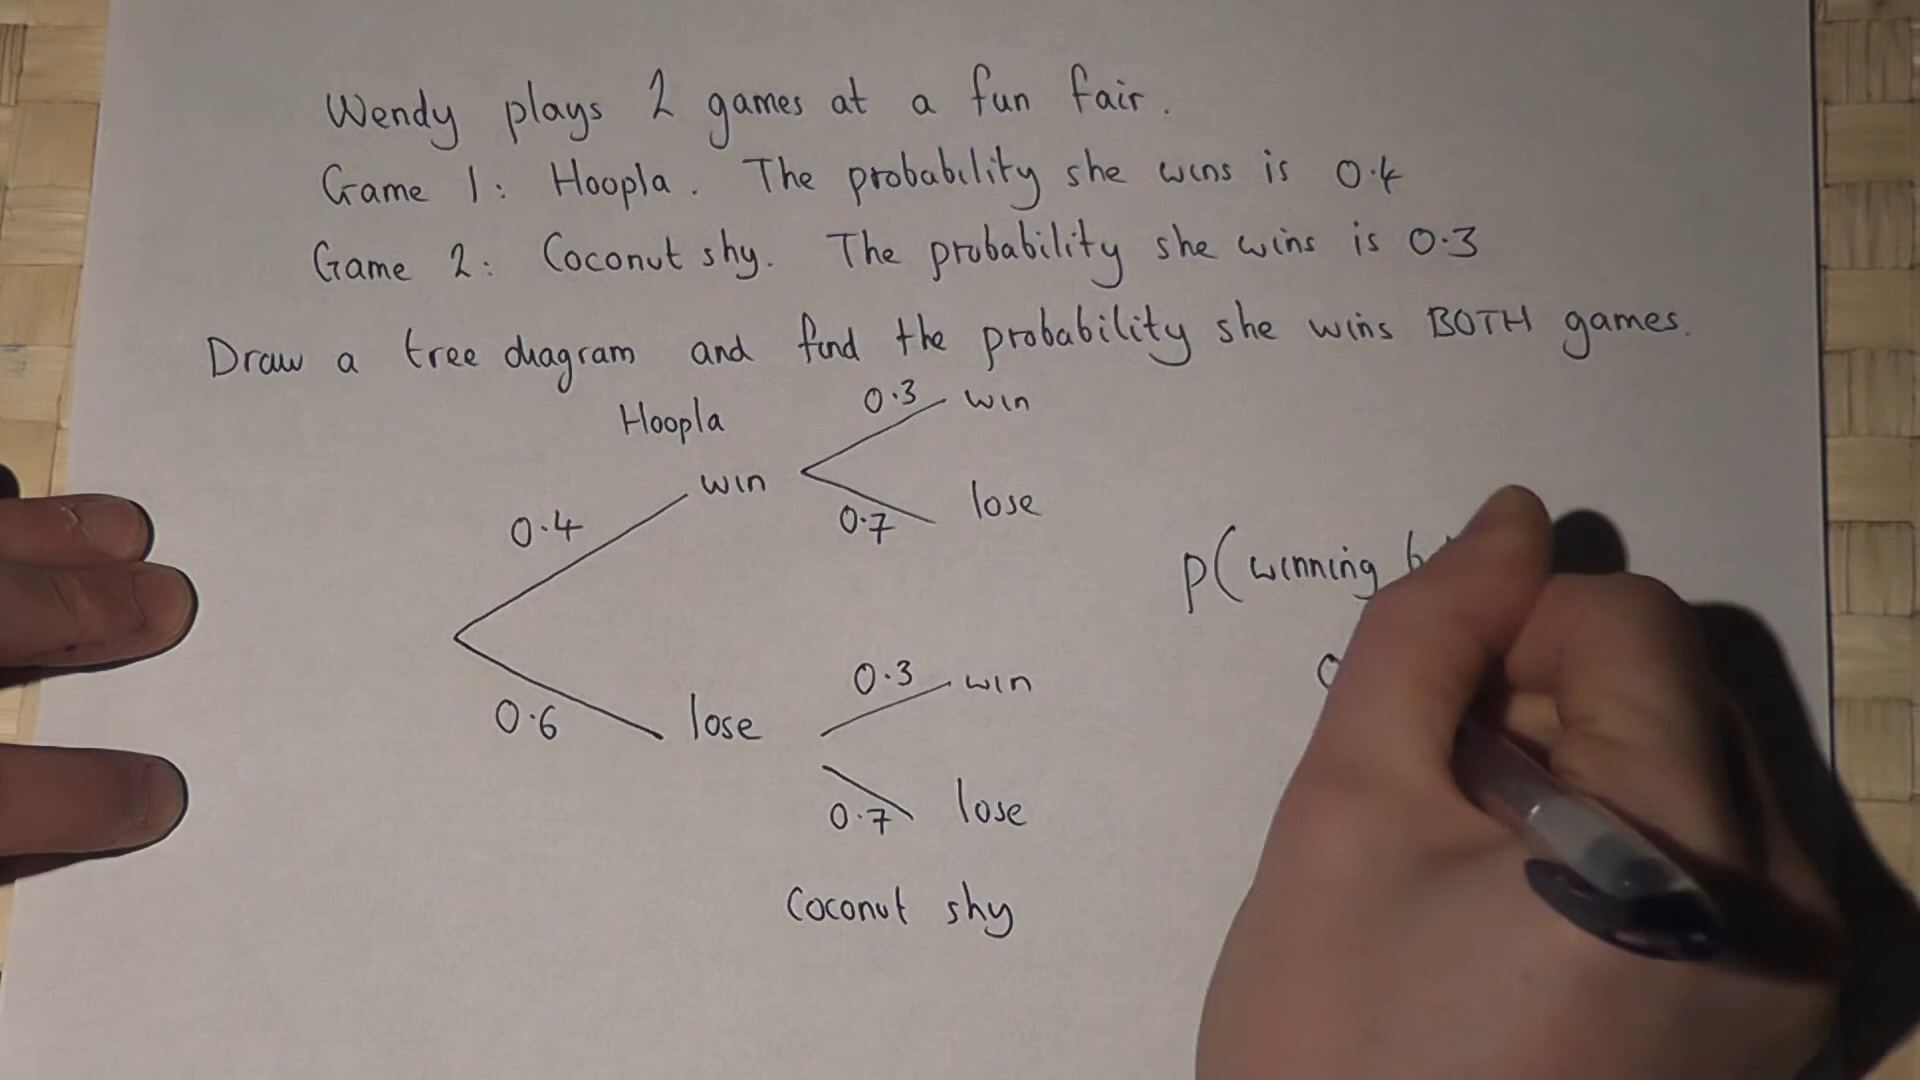 Wendy plays 2 games at a fun fair.
Game 1: Hoopla. The probability she wins is 0.4
Game 2: Coconut shy. The probability she wins is 0.3
Draw a tree diagram and find the probability she wins BOTH games.
Hoopla
0.3 win
win
0.4
0.7 lose
P(winning
0.3 win
0.6 lose
0.7 lose
Coconut shy